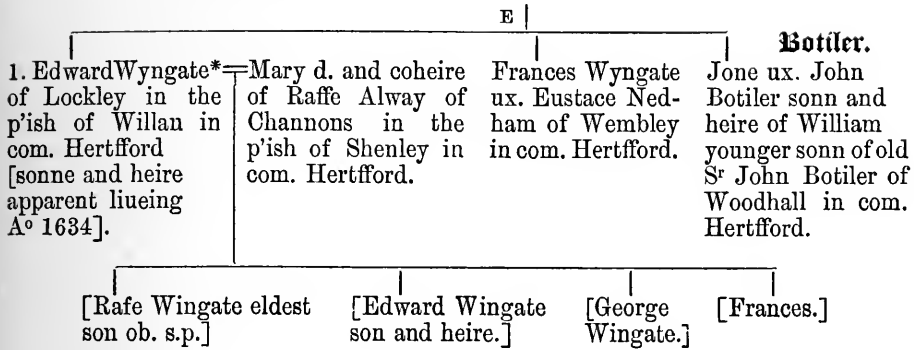 E
Botiler.
1. Edward Wyngate*
of Lockley in the
p'ish of Willan in
com. Hertfford
[sonne and heire
apparent liueing
Aº 1634].
=Mary d. and coheire
of Raffe Alway of
Channons in the
p'ish of Shenley in
com. Hertfford.
Frances Wyngate
ux. Eustace Ned-
ham of Wembley
in com. Hertfford.
Jone ux. John
Botiler sonn and
heire of William
younger sonn of old
Sʳ John Botiler of
Woodhall in com.
Hertfford.
[Rafe Wingate eldest
son ob. s.p.]
[Edward Wingate
son and heire.]
[George
Wingate.]
[Frances.]